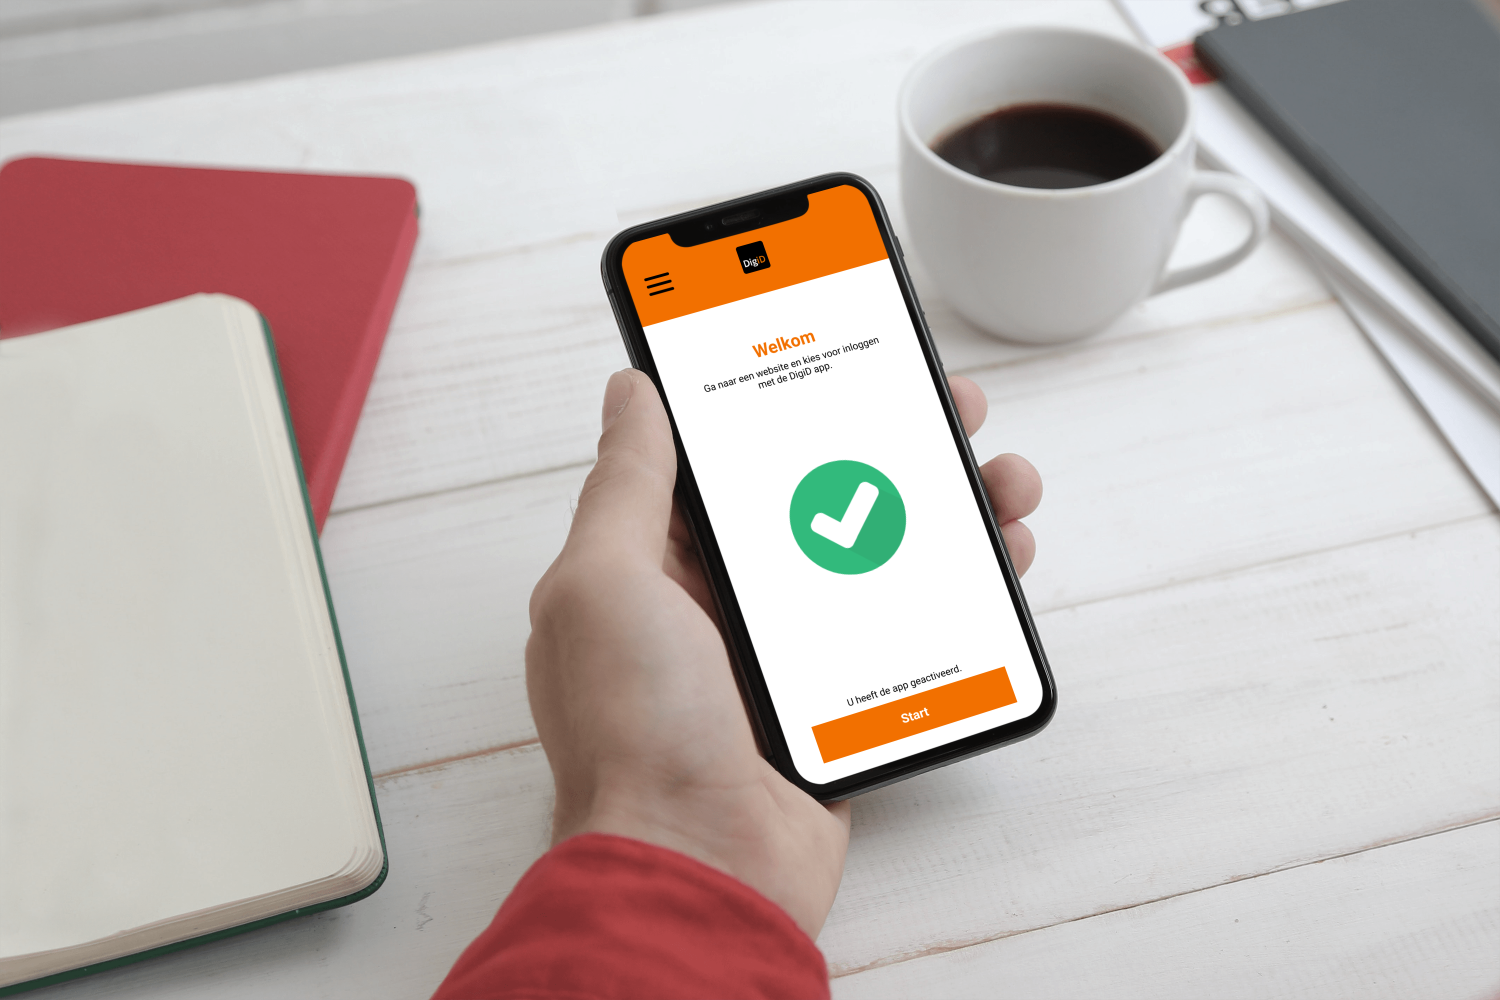 DigiD
Welkom
Ga naar een website en kies voor inloggen
met de DigiD app.
U heeft de app geactiveerd.
Start